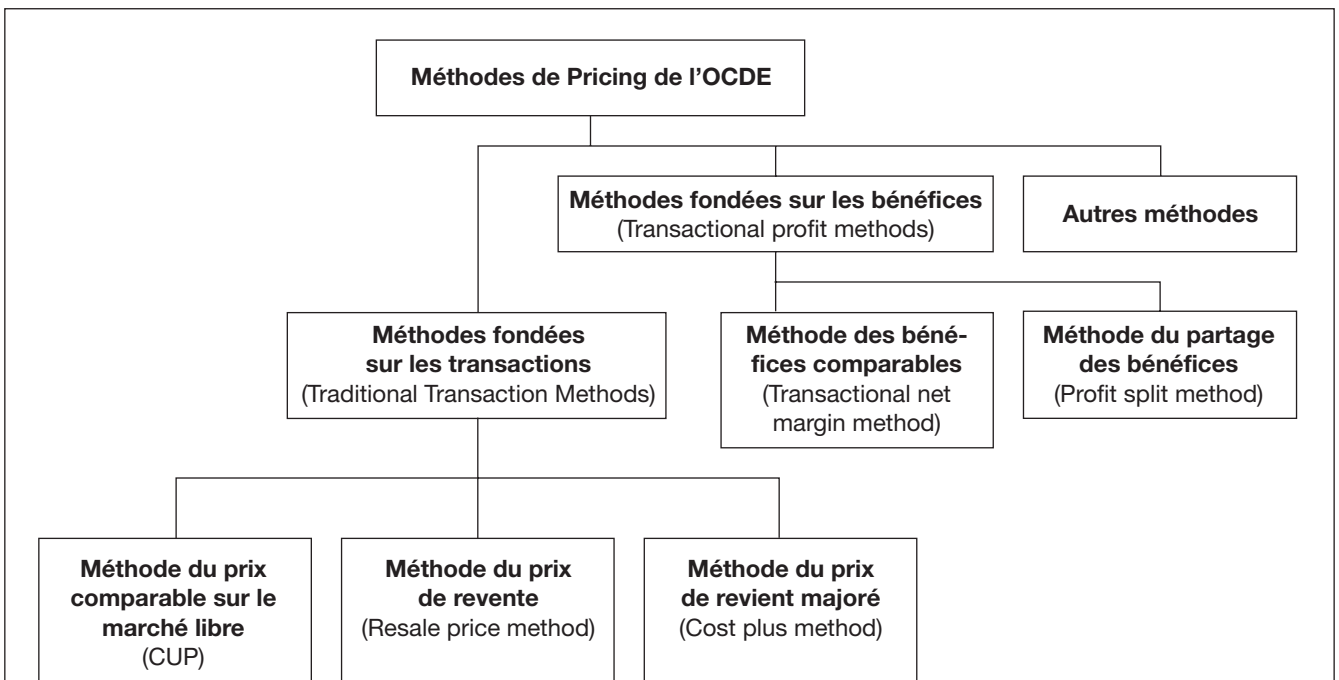 Méthodes de Pricing de l'OCDE
Méthodes fondées sur les bénéfices
(Transactional profit methods)
Autres méthodes
Méthodes fondées
sur les transactions
(Traditional Transaction Methods)
Méthode des béné-
fices comparables
(Transactional net
margin method)
Méthode du partage
des bénéfices
(Profit split method)
Méthode du prix
comparable sur le
marché libre
(CUP)
Méthode du prix
de revente
(Resale price method)
Méthode du prix
de revient majoré
(Cost plus method)